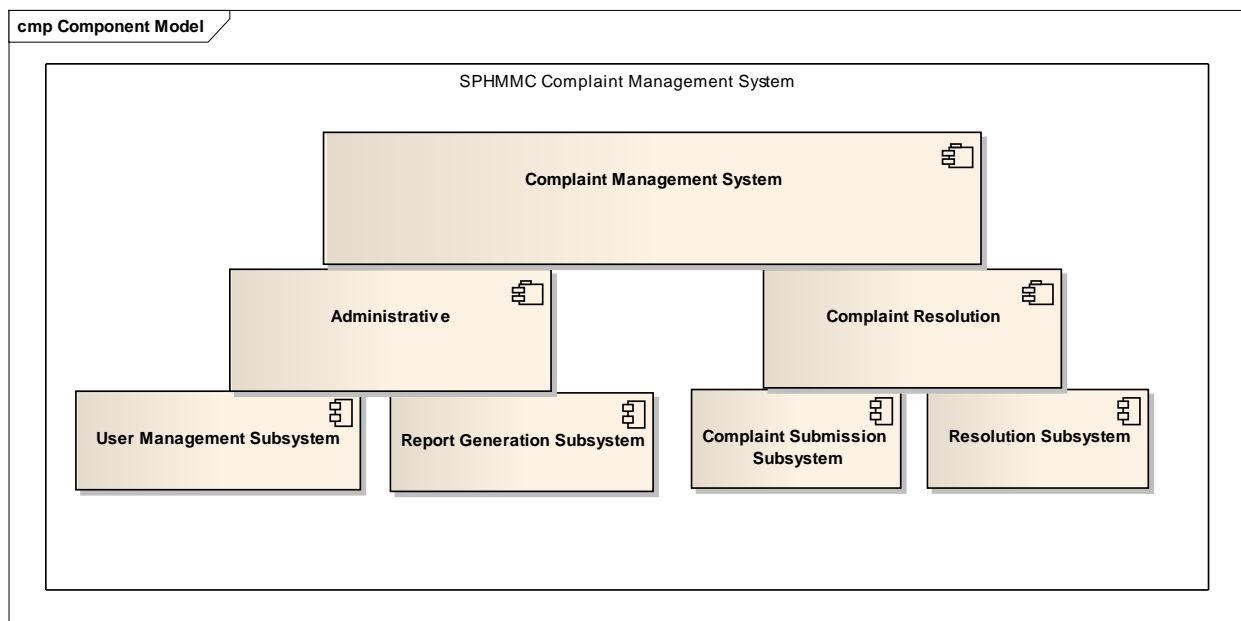 cmp Component Model
SPHMMC Complaint Management System
Complaint Management System
Administrative
Complaint Resolution
User Management Subsystem
Report Generation Subsystem
Complaint Submission
Subsystem
Resolution Subsystem